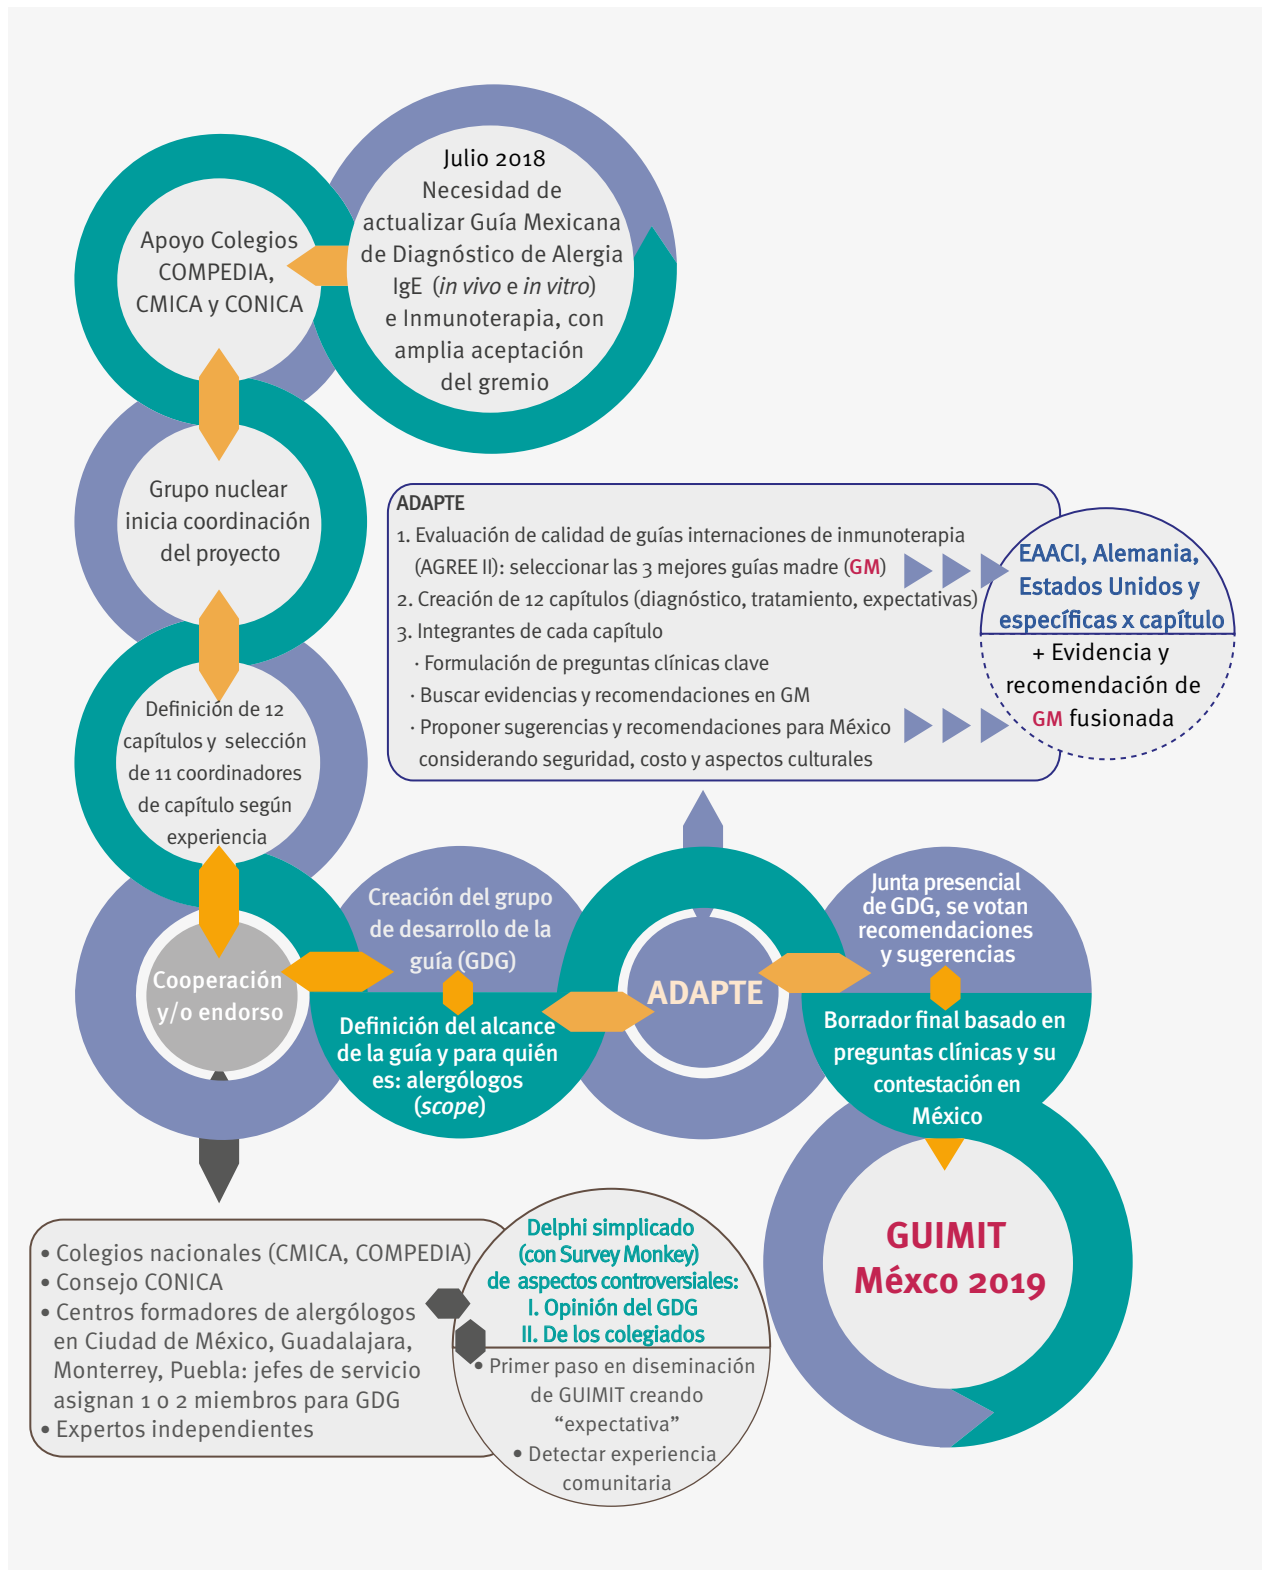 Julio 2018
Necesidad de
actualizar Guía Mexicana
de Diagnóstico de Alergia
IgE (in vivo e in vitro)
e Inmunoterapia, con
amplia aceptación
del gremio
Apoyo Colegios
COMPEDIA,
CMICA y CONICA
Grupo nuclear
inicia coordinación
del proyecto
Definición de 12
capítulos y selección
de 11 coordinadores
de capítulo según
experiencia
ADAPTE
1. Evaluación de calidad de guías internaciones de inmunoterapia
(AGREE II): seleccionar las 3 mejores guías madre (GM)
2. Creación de 12 capítulos (diagnóstico, tratamiento, expectativas)
3. Integrantes de cada capítulo
· Formulación de preguntas clínicas clave
· Buscar evidencias y recomendaciones en GM
· Proponer sugerencias y recomendaciones para México
considerando seguridad, costo y aspectos culturales
EAACI, Alemania,
Estados Unidos y
específicas x capítulo
+ Evidencia y
recomendación de
GM fusionada
Cooperación
y/o endorso
Creación del grupo
de desarrollo de la
guía (GDG)
Definición del alcance
de la guía y para quién
es: alergólogos
(scope)
ADAPTE
Junta presencial
de GDG, se votan
recomendaciones
y sugerencias
Borrador final basado en
preguntas clínicas y su
contestación en
México
GUIMIT
Méxco 2019
• Colegios nacionales (CMICA, COMPEDIA)
• Consejo CONICA
• Centros formadores de alergólogos
en Ciudad de México, Guadalajara,
Monterrey, Puebla: jefes de servicio
asignan 1 o 2 miembros para GDG
• Expertos independientes
Delphi simplicado
(con Survey Monkey)
de aspectos controversiales:
I. Opinión del GDG
II. De los colegiados
• Primer paso en diseminación
de GUIMIT creando
“expectativa”
• Detectar experiencia
comunitaria